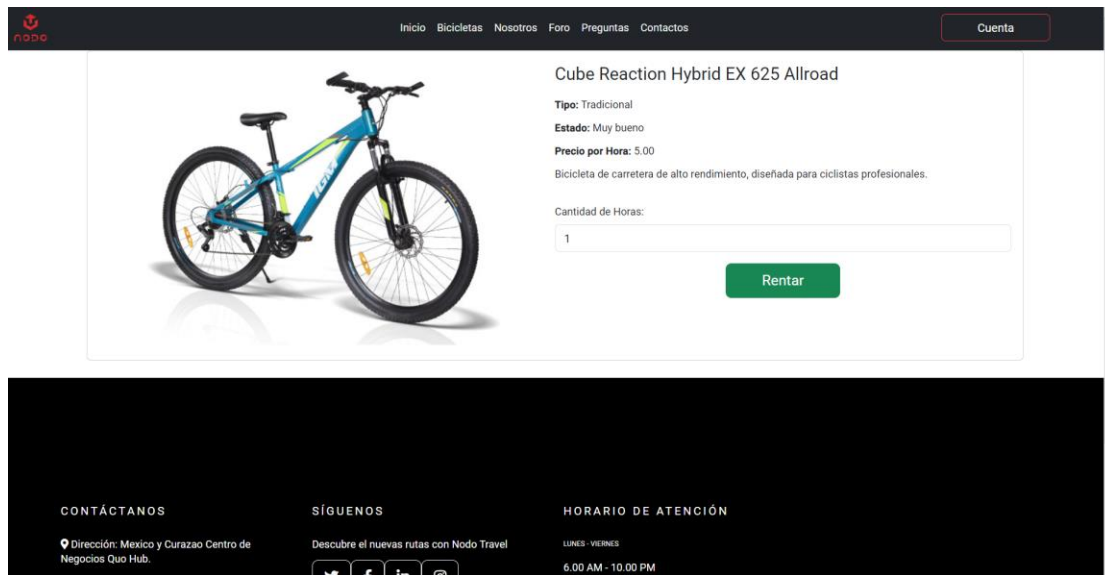 nodo
Inicio Bicicletas Nosotros Foro Preguntas Contactos
Cuenta
IGM
Cube Reaction Hybrid EX 625 Allroad
Tipo: Tradicional
Estado: Muy bueno
Precio por Hora: 5.00
Bicicleta de carretera de alto rendimiento, diseñada para ciclistas profesionales.
Cantidad de Horas:
1
Rentar
CONTÁCTANOS
Dirección: Mexico y Curazao Centro de
Negocios Quo Hub.
SÍGUENOS
Descubre el nuevas rutas con Nodo Travel
HORARIO DE ATENCIÓN
LUNES - VIERNES
6.00 AM - 10.00 PM